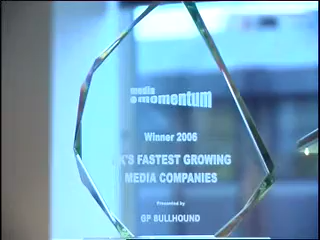 media
momentum
Winner 2006
K'S FASTEST GROWING
MEDIA COMPANIES
Presented by
GP BULLHOUND